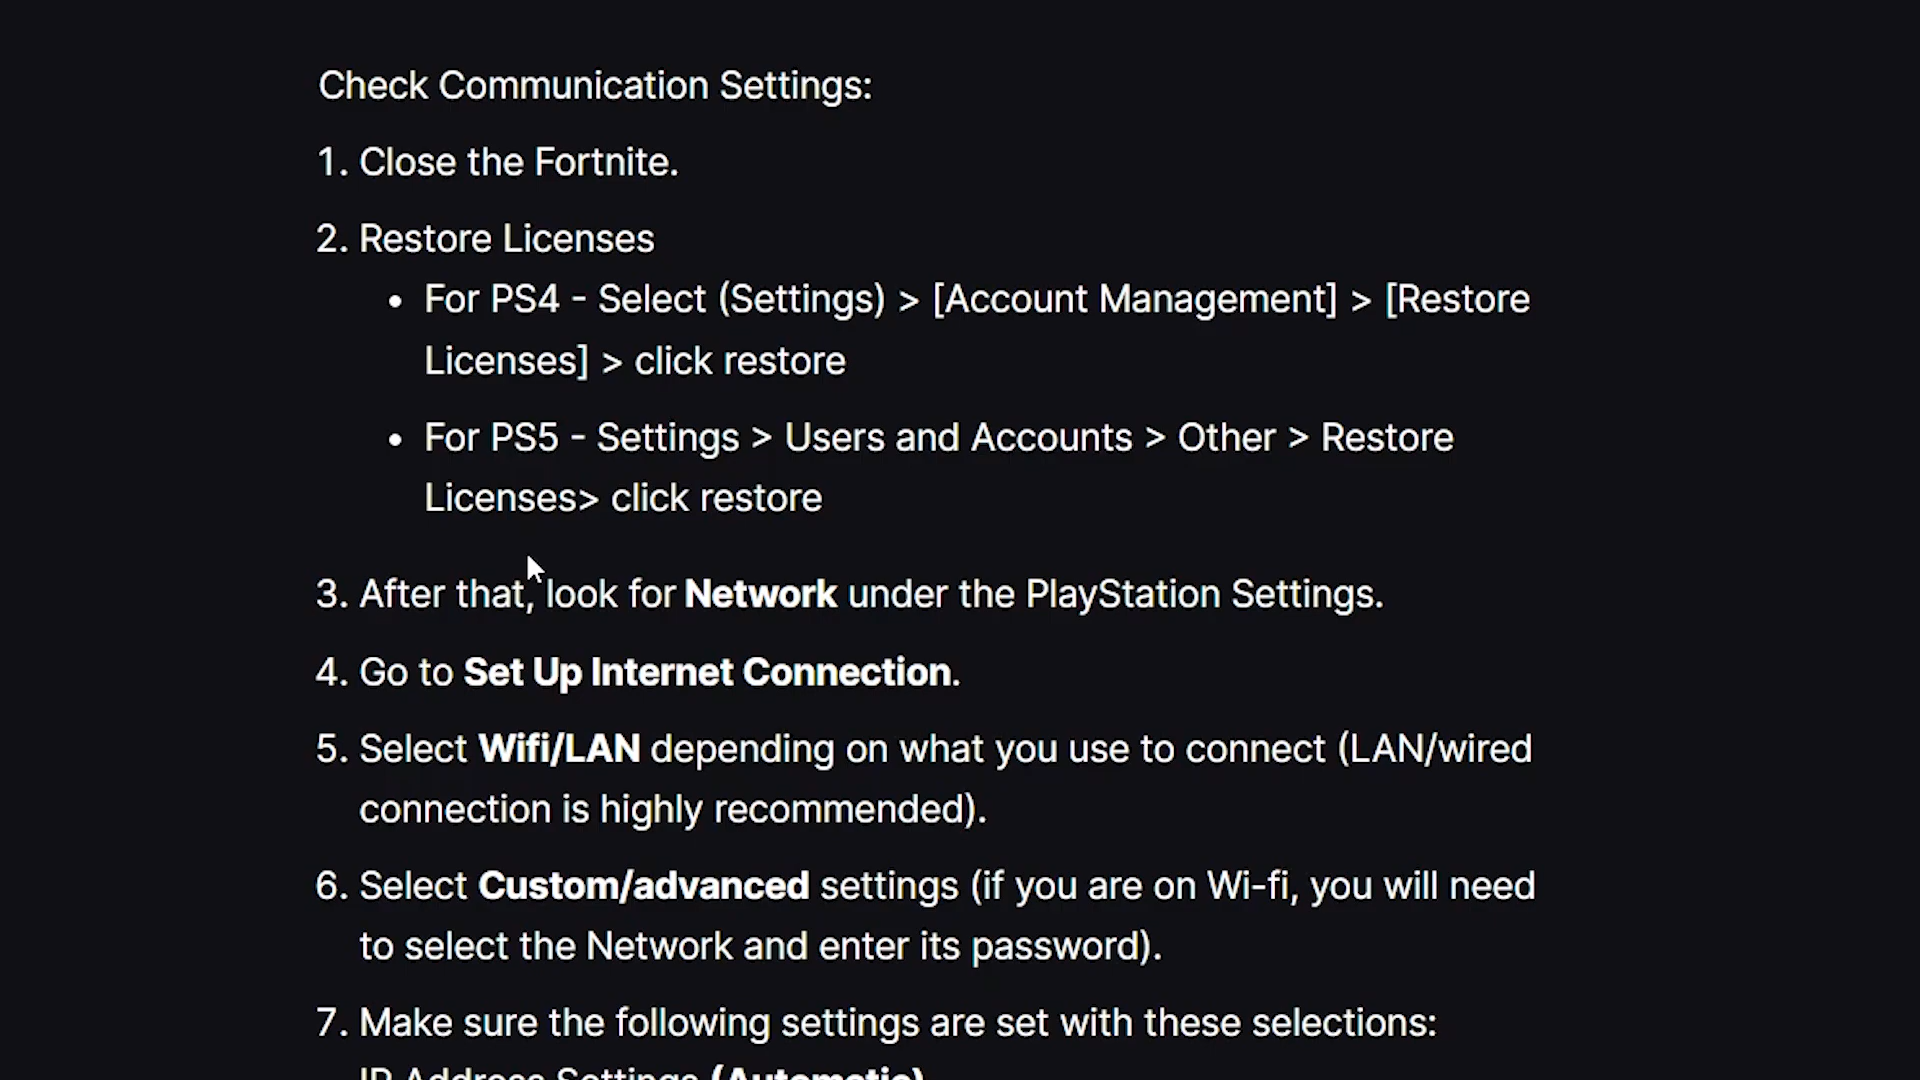 Check Communication Settings:
1. Close the Fortnite.
2. Restore Licenses
• For PS4 - Select (Settings) > [Account Management] > [Restore
Licenses] > click restore
• For PS5 - Settings > Users and Accounts > Other > Restore
Licenses> click restore
3. After that, look for Network under the PlayStation Settings.
4. Go to Set Up Internet Connection.
5. Select Wifi/LAN depending on what you use to connect (LAN/wired
connection is highly recommended).
6. Select Custom/advanced settings (if you are on Wi-fi, you will need
to select the Network and enter its password).
7. Make sure the following settings are set with these selections:
IP Address Settings (Automatic)